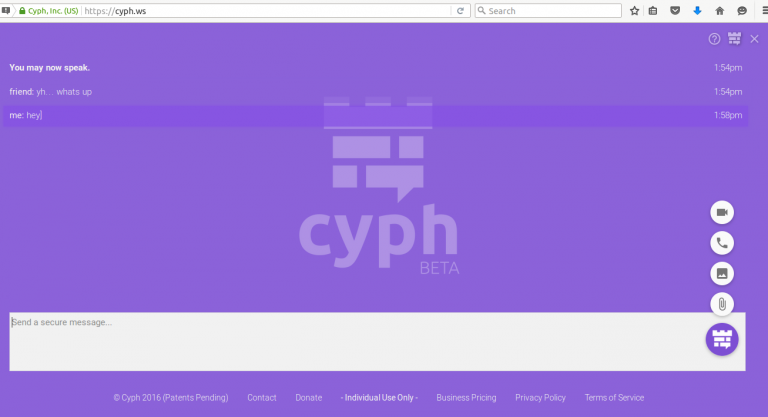 Cyph, Inc. (US) https://cyph.ws Search
You may now speak. 1:54pm
friend: yh... whats up 1:54pm
me: hey 1:58pm
cyph
BETA
Send a secure message...
© Cyph 2016 (Patents Pending) Contact Donate - Individual Use Only - Business Pricing Privacy Policy Terms of Service